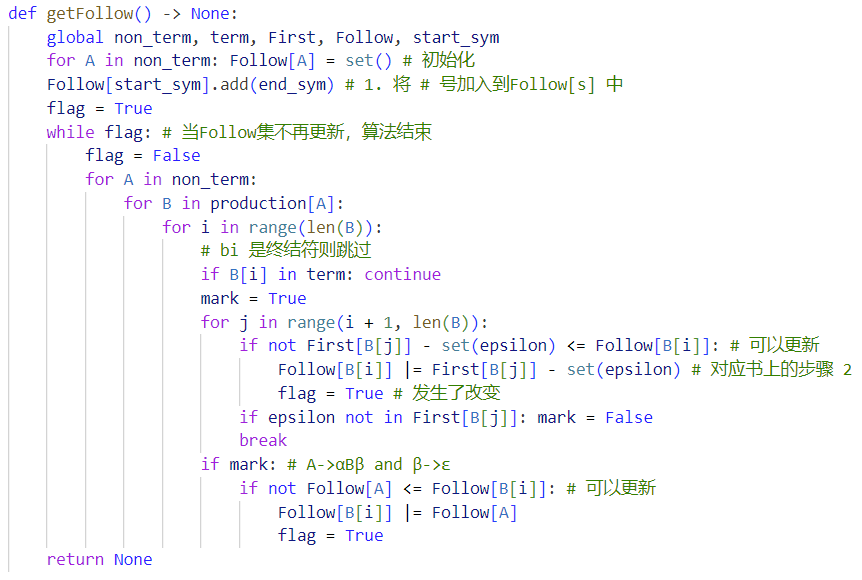 def getFollow() -> None:
    global non_term, term, First, Follow, start_sym
    for A in non_term: Follow[A] = set() # 初始化
    Follow[start_sym].add(end_sym) # 1. 将 # 号加入到Follow[s] 中
    flag = True
    while flag: # 当Follow集不再更新，算法结束
        flag = False
        for A in non_term:
            for B in production[A]:
                for i in range(len(B)):
                    # bi 是终结符则跳过
                    if B[i] in term: continue
                    mark = True
                    for j in range(i + 1, len(B)):
                        if not First[B[j]] - set(epsilon) <= Follow[B[i]]: # 可以更新
                            Follow[B[i]] |= First[B[j]] - set(epsilon) # 对应书上的步骤 2
                            flag = True # 发生了改变
                        if epsilon not in First[B[j]]: mark = False
                        break
                    if mark: # A->αBβ and β->ε
                        if not Follow[A] <= Follow[B[i]]: # 可以更新
                            Follow[B[i]] |= Follow[A]
                            flag = True
    return None